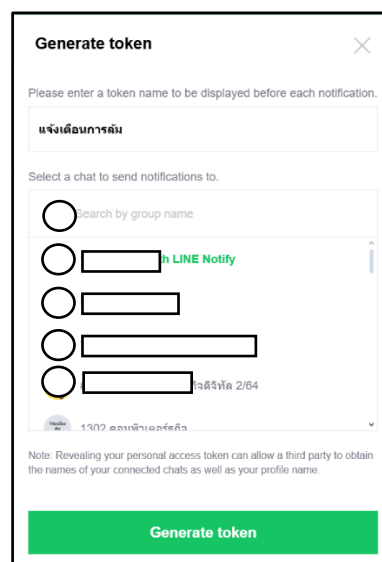 Generate token
Please enter a token name to be displayed before each notification.
แจ้งเตือนการล้ม
Select a chat to send notifications to.
Search by group name
h LINE Notify
กิจดิจิทัล 2/64
1302 คอมพิวเตอร์ธุรกิจ
Note: Revealing your personal access token can allow a third party to obtain
the names of your connected chats as well as your profile name.
Generate token